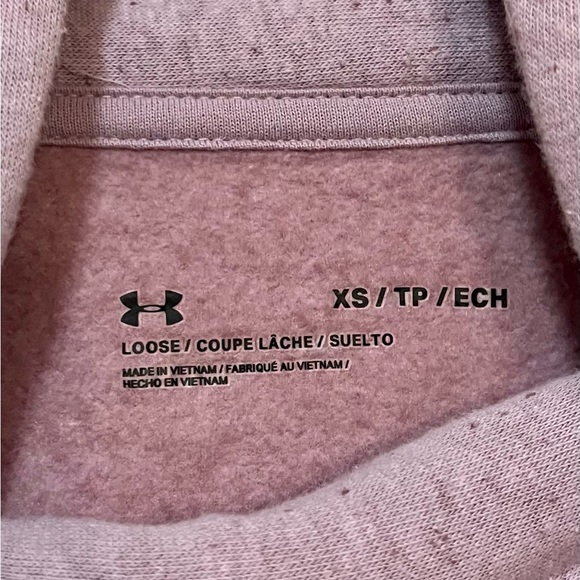 XS / TP / ECH
LOOSE / COUPE LÂCHE / SUELTO
MADE IN VIETNAM / FABRIQUÉ AU VIETNAM /
HECHO EN VIETNAM